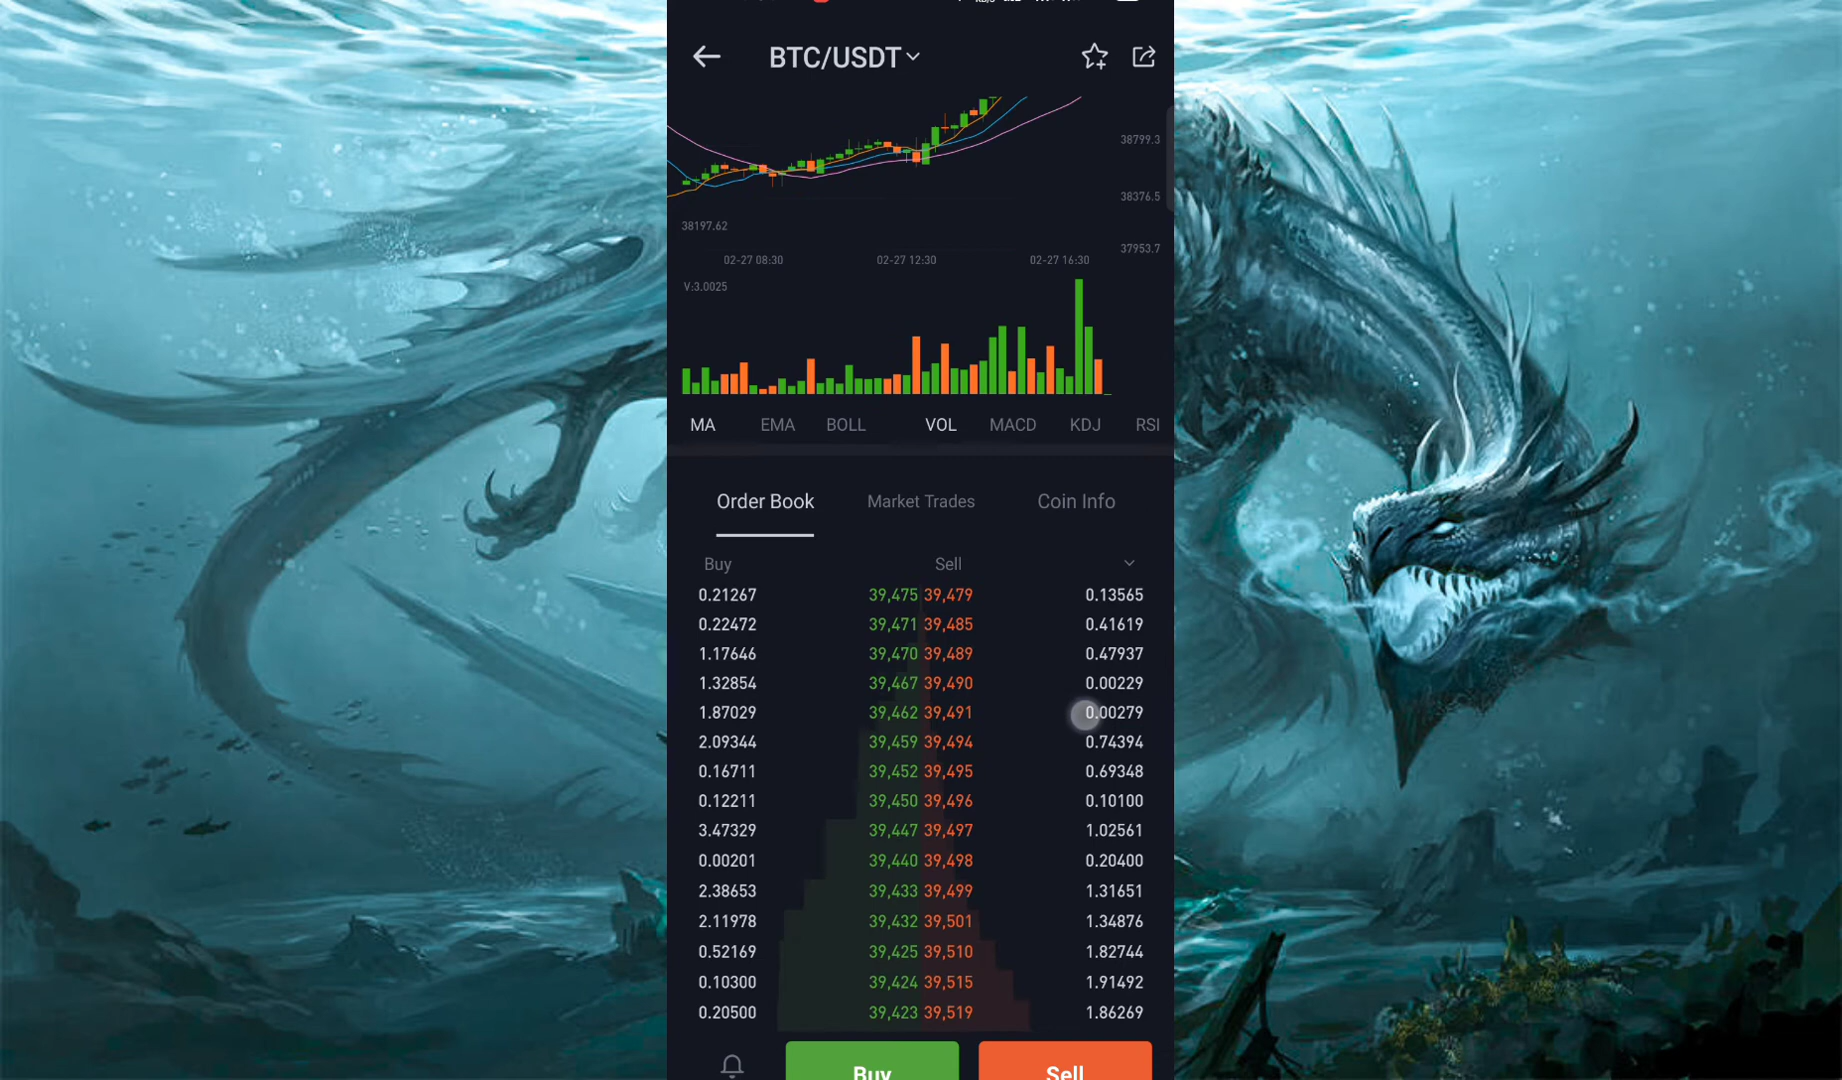 BTC/USDT
38799.3
38376.5
38197.62
37953.7
02-27 08:30 02-27 12:30 02-27 16:30
V:3.0025
MA EMA BOLL VOL MACD KDJ RSI
Order Book Market Trades Coin Info
Buy Sell
0.21267 39,475 39,479 0.13565
0.22472 39,471 39,485 0.41619
1.17646 39,470 39,489 0.47937
1.32854 39,467 39,490 0.00229
1.87029 39,462 39,491 0.00279
2.09344 39,459 39,494 0.74394
0.16711 39,452 39,495 0.69348
0.12211 39,450 39,496 0.10100
3.47329 39,447 39,497 1.02561
0.00201 39,440 39,498 0.20400
2.38653 39,433 39,499 1.31651
2.11978 39,432 39,501 1.34876
0.52169 39,425 39,510 1.82744
0.10300 39,424 39,515 1.91492
0.20500 39,423 39,519 1.86269
Buy Sell